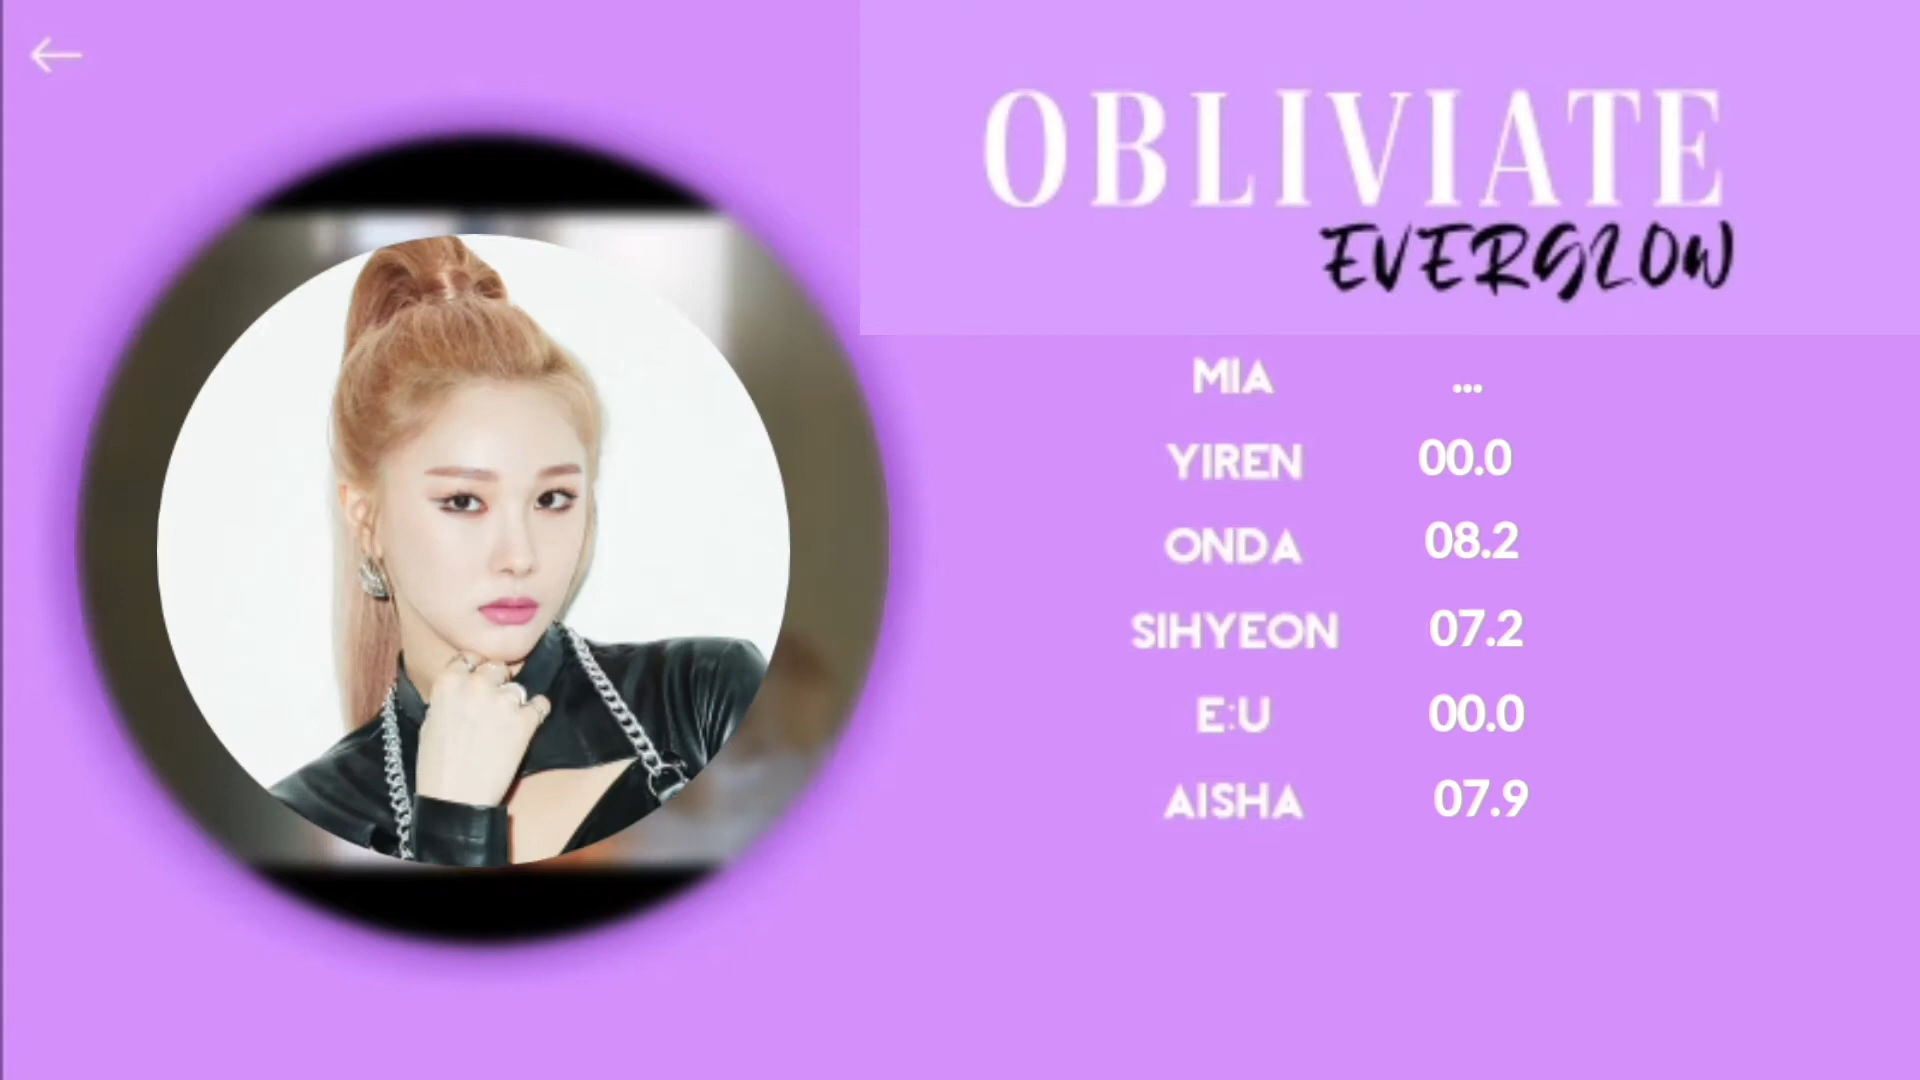 OBLIVIATE
EVERGLOW
MIA ...
YIREN 00.0
ONDA 08.2
SIHYEON 07.2
E:U 00.0
AISHA 07.9